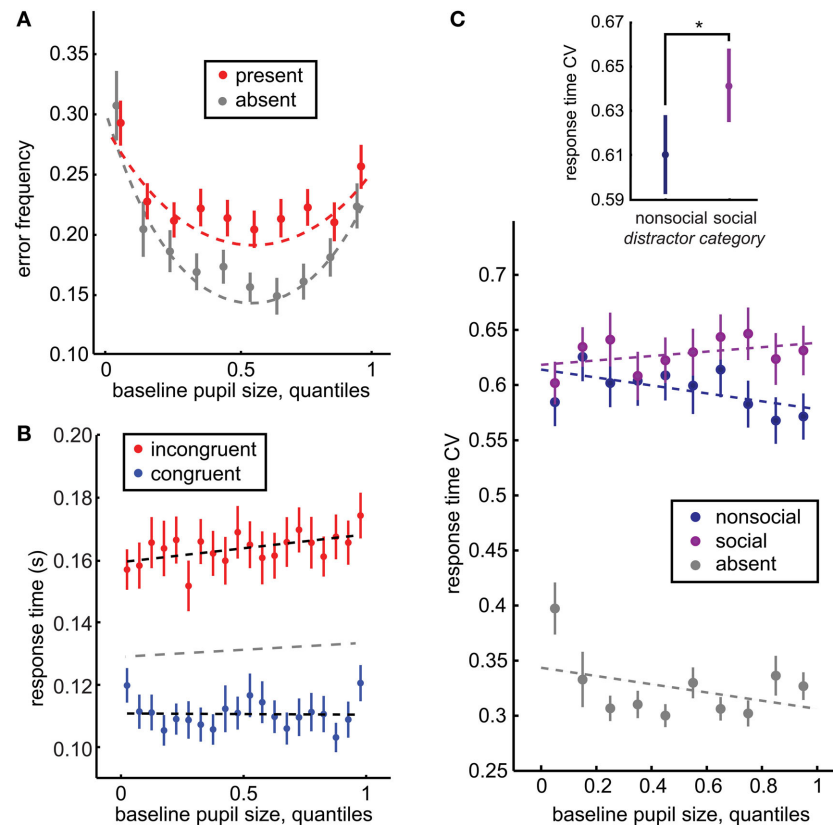 A
0.35
0.30
0.25
0.20
0.15
0.10
error frequency
present
absent
0
0.5
1
baseline pupil size, quantiles
B
0.20
0.18
0.16
0.14
0.12
0.10
response time (s)
incongruent
congruent
0
0.5
1
baseline pupil size, quantiles
C
0.67
0.65
0.63
0.61
0.59
response time CV
*
nonsocial social
distractor category
0.7
0.65
0.6
0.55
0.5
0.45
0.4
0.35
0.3
0.25
response time CV
nonsocial
social
absent
0
0.2
0.4
0.6
0.8
1
baseline pupil size, quantiles